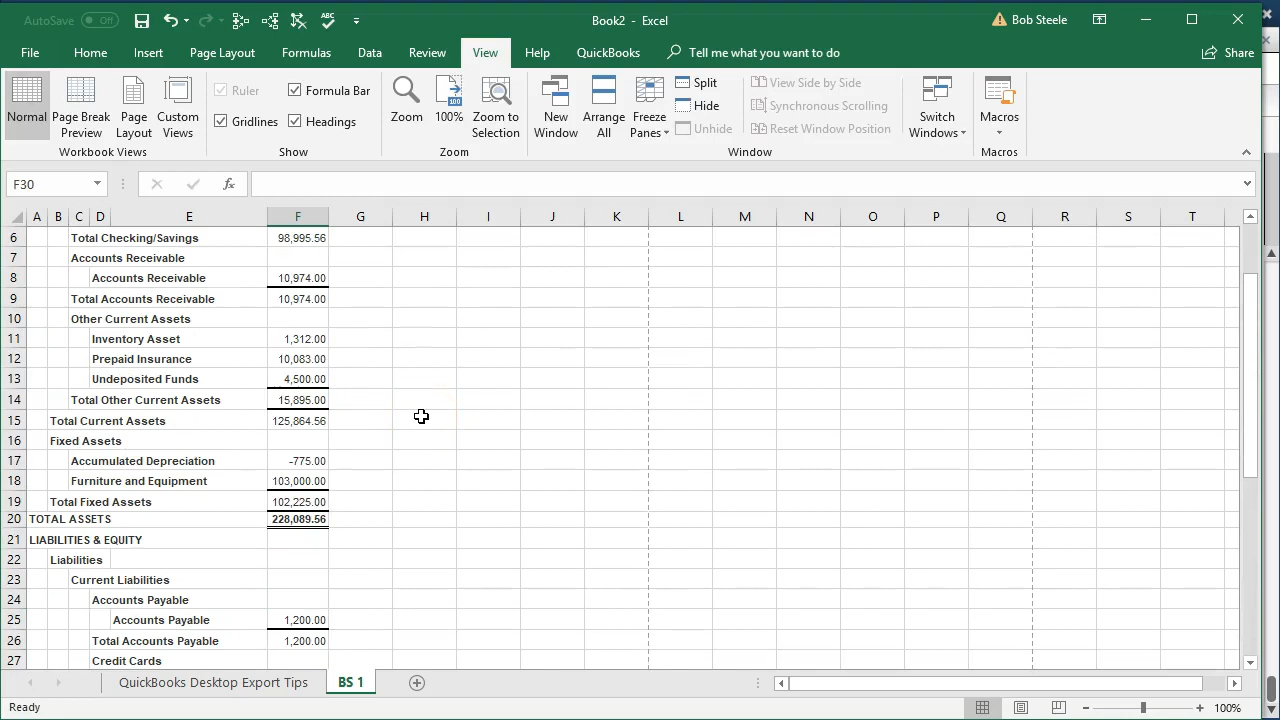 AutoSave Off ABC Book2 - Excel Bob Steele
File Home Insert Page Layout Formulas Data Review View Help QuickBooks Tell me what you want to do Share
Normal Page Break Preview Page Layout Custom Views
Workbook Views
Ruler Formula Bar
Gridlines Headings
Show
Zoom 100 100% Zoom to Selection
Zoom
New Window Arrange All Freeze Panes
Split
Hide
Unhide
View Side by Side
Synchronous Scrolling
Reset Window Position
Switch Windows
Window
Macros
Macros
F30 fx
A B C D E F G H I J K L M N O P Q R S T
6 Total Checking/Savings 98,995.56
7 Accounts Receivable
8 Accounts Receivable 10,974.00
9 Total Accounts Receivable 10,974.00
10 Other Current Assets
11 Inventory Asset 1,312.00
12 Prepaid Insurance 10,083.00
13 Undeposited Funds 4,500.00
14 Total Other Current Assets 15,895.00
15 Total Current Assets 125,864.56
16 Fixed Assets
17 Accumulated Depreciation -775.00
18 Furniture and Equipment 103,000.00
19 Total Fixed Assets 102,225.00
20 TOTAL ASSETS 228,089.56
21 LIABILITIES & EQUITY
22 Liabilities
23 Current Liabilities
24 Accounts Payable
25 Accounts Payable 1,200.00
26 Total Accounts Payable 1,200.00
27 Credit Cards
QuickBooks Desktop Export Tips BS 1
Ready 100%